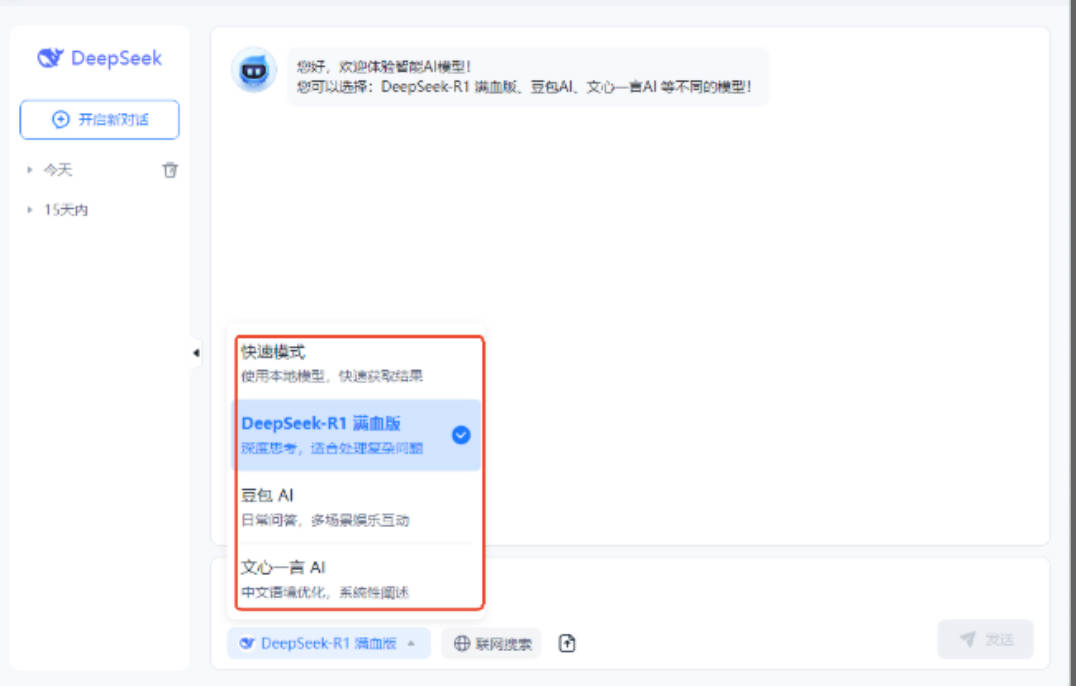 DeepSeek
开启新对话
今天
15天内
您好，欢迎体验智能AI模型！
您可以选择：DeepSeek-R1 满血版、豆包AI、文心一言AI 等不同的模型！
快速模式
使用本地模型，快速获取结果
DeepSeek-R1 满血版
深度思考，适合处理复杂问题
豆包 AI
日常问答，多场景娱乐互动
文心一言 AI
中文语境优化，系统性阐述
DeepSeek-R1 满血版
联网搜索
发送